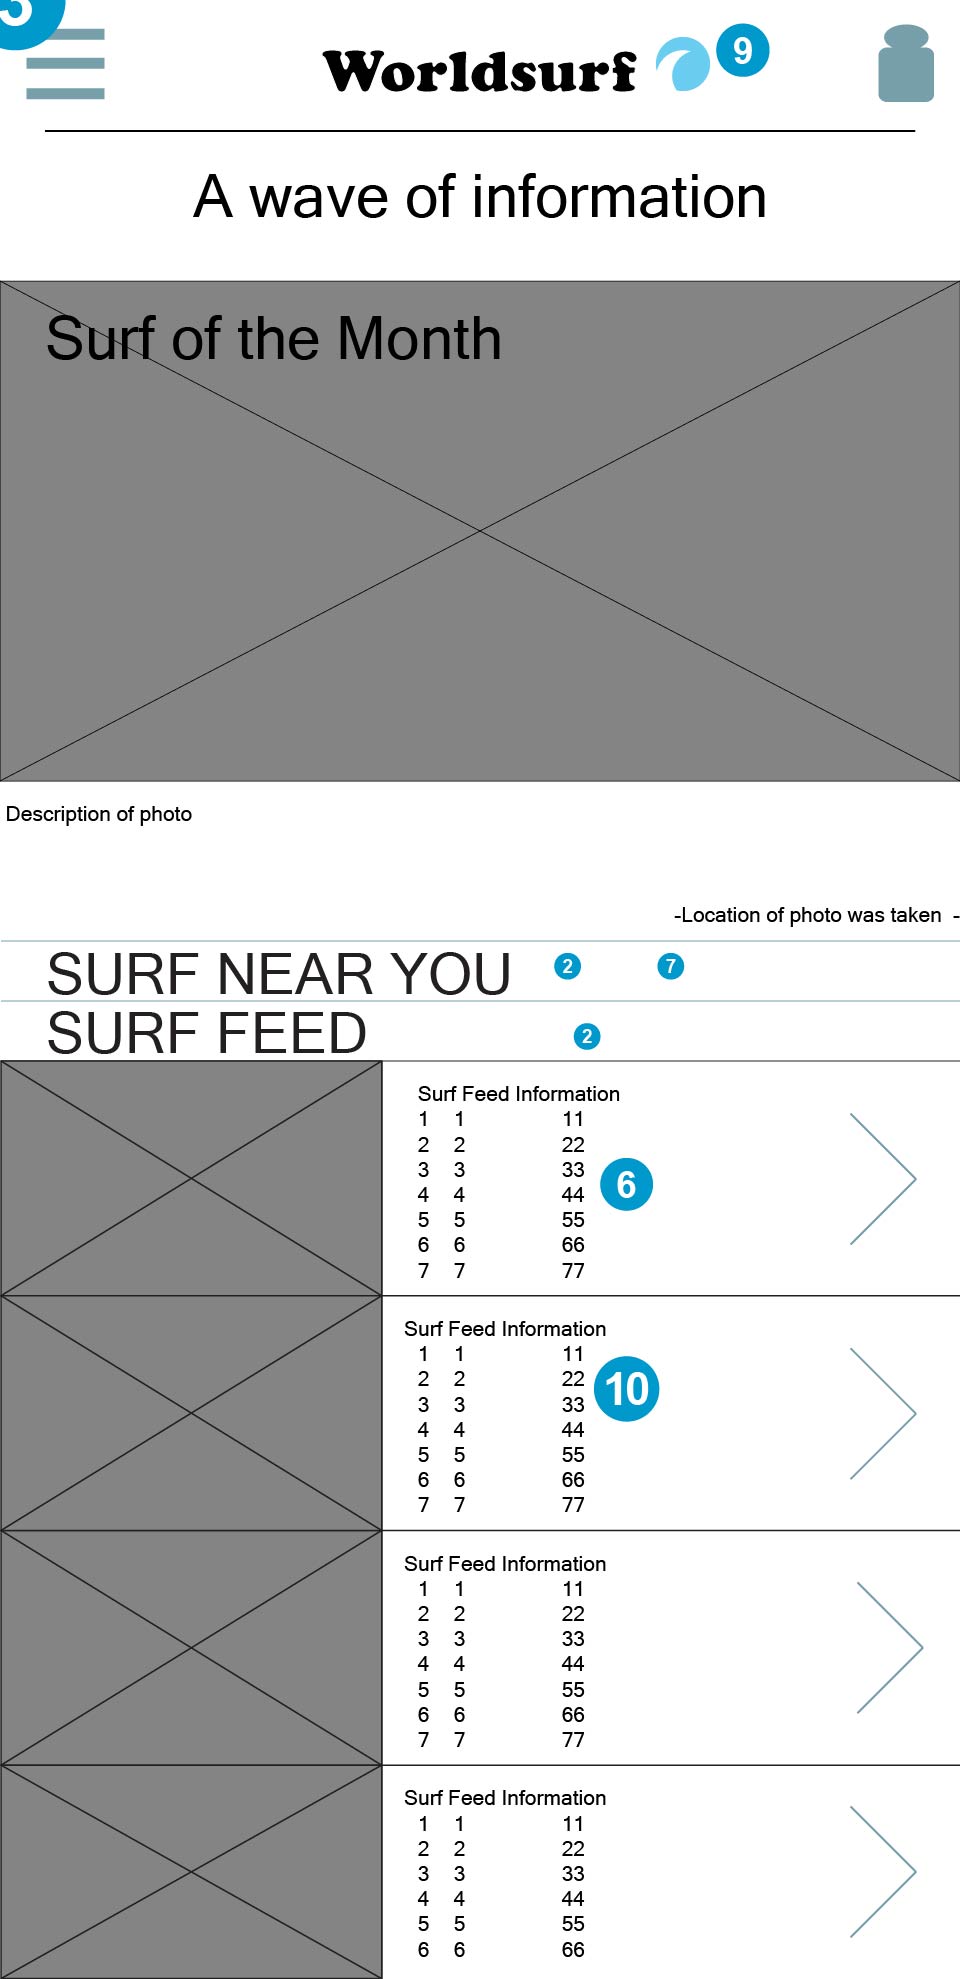 3
Worldsurf 9
A wave of information
Surf of the Month
Description of photo
-Location of photo was taken -
SURF NEAR YOU 2 7
SURF FEED 2
Surf Feed Information
1 1 11
2 2 22
3 3 33
4 4 44
5 5 55
6 6 66
7 7 77
6
Surf Feed Information
1 1 11
2 2 22
3 3 33
4 4 44
5 5 55
6 6 66
7 7 77
10
Surf Feed Information
1 1 11
2 2 22
3 3 33
4 4 44
5 5 55
6 6 66
7 7 77
Surf Feed Information
1 1 11
2 2 22
3 3 33
4 4 44
5 5 55
6 6 66